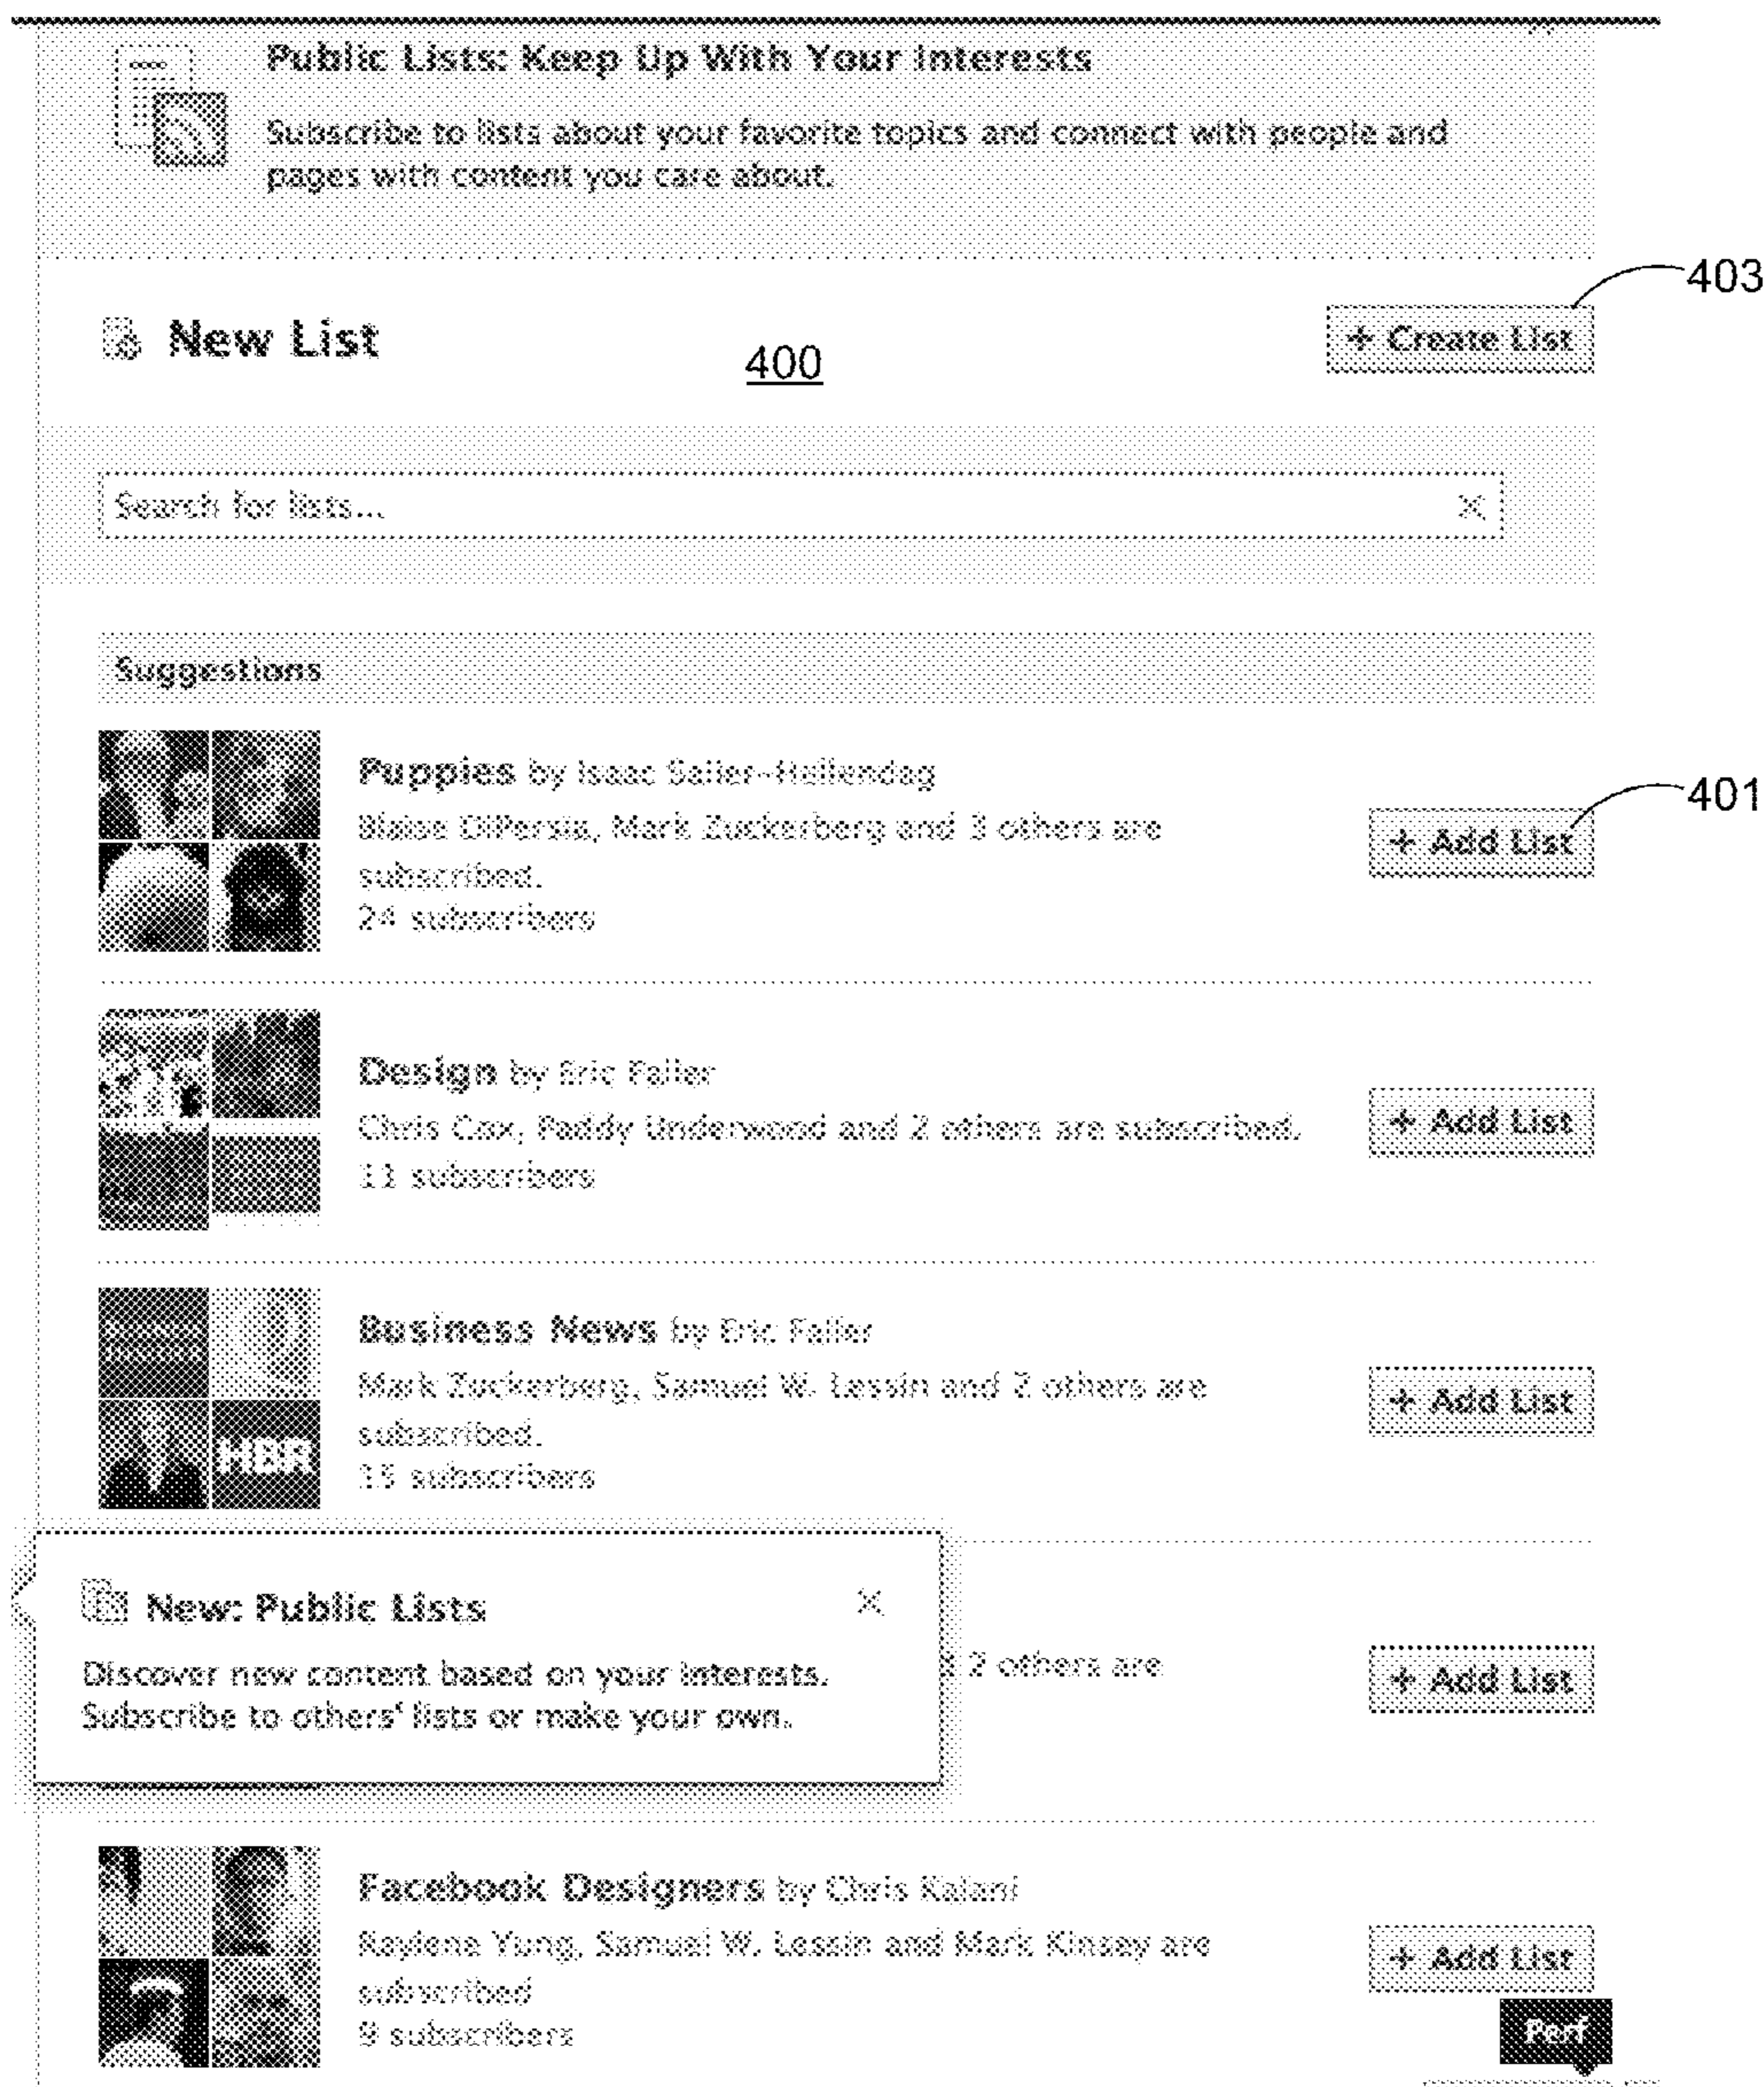 Public Lists: Keep Up With Your Interests
Subscribe to lists about your favorite topics and connect with people and
pages with content you care about.
403
New List
400
+ Create List
Search for lists...
Suggestions
Puppies by Isaac Salier-Hellendag
Blaise DiPersia, Mark Zuckerberg and 3 others are
subscribed.
24 subscribers
401
+ Add List
Design by Eric Faller
Chris Cox, Paddy Underwood and 2 others are subscribed.
11 subscribers
+ Add List
Business News by Eric Faller
Mark Zuckerberg, Samuel W. Lessin and 2 others are
subscribed.
15 subscribers
+ Add List
HBR
New: Public Lists
Discover new content based on your interests.
Subscribe to others' lists or make your own.
2 others are
+ Add List
Facebook Designers by Chris Kalani
Raylene Yung, Samuel W. Lessin and Mark Kinsey are
subscribed
9 subscribers
+ Add List
Perf